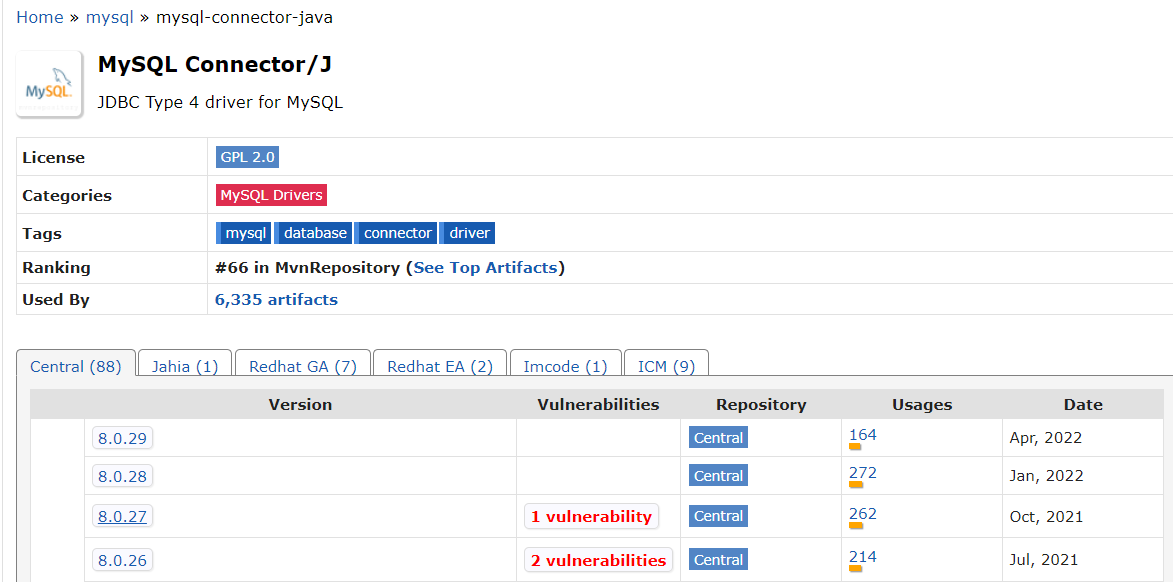 Home » mysql » mysql-connector-java
MySQL Connector/J
MySQL
JDBC Type 4 driver for MySQL
License GPL 2.0
Categories MySQL Drivers
Tags mysql database connector driver
Ranking #66 in MvnRepository (See Top Artifacts)
Used By 6,335 artifacts
Central (88) Jahia (1) Redhat GA (7) Redhat EA (2) Imcode (1) ICM (9)
Version Vulnerabilities Repository Usages Date
8.0.29 Central 164 Apr, 2022
8.0.28 Central 272 Jan, 2022
8.0.27 1 vulnerability Central 262 Oct, 2021
8.0.26 2 vulnerabilities Central 214 Jul, 2021